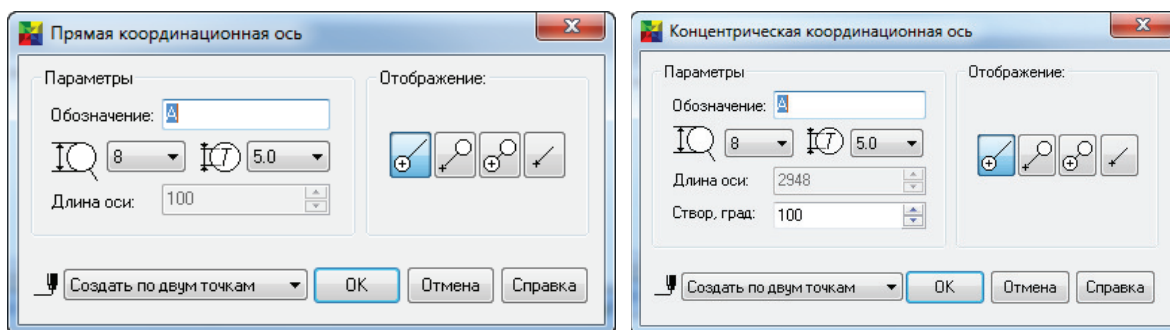 Прямая координационная ось
Параметры
Отображение:
Обозначение: А
8
T
5.0
Длина оси: 100
Создать по двум точкам
OK
Отмена
Справка
Концентрическая координационная ось
Параметры
Отображение:
Обозначение: А
8
T
5.0
Длина оси: 2948
Створ, град: 100
Создать по двум точкам
OK
Отмена
Справка